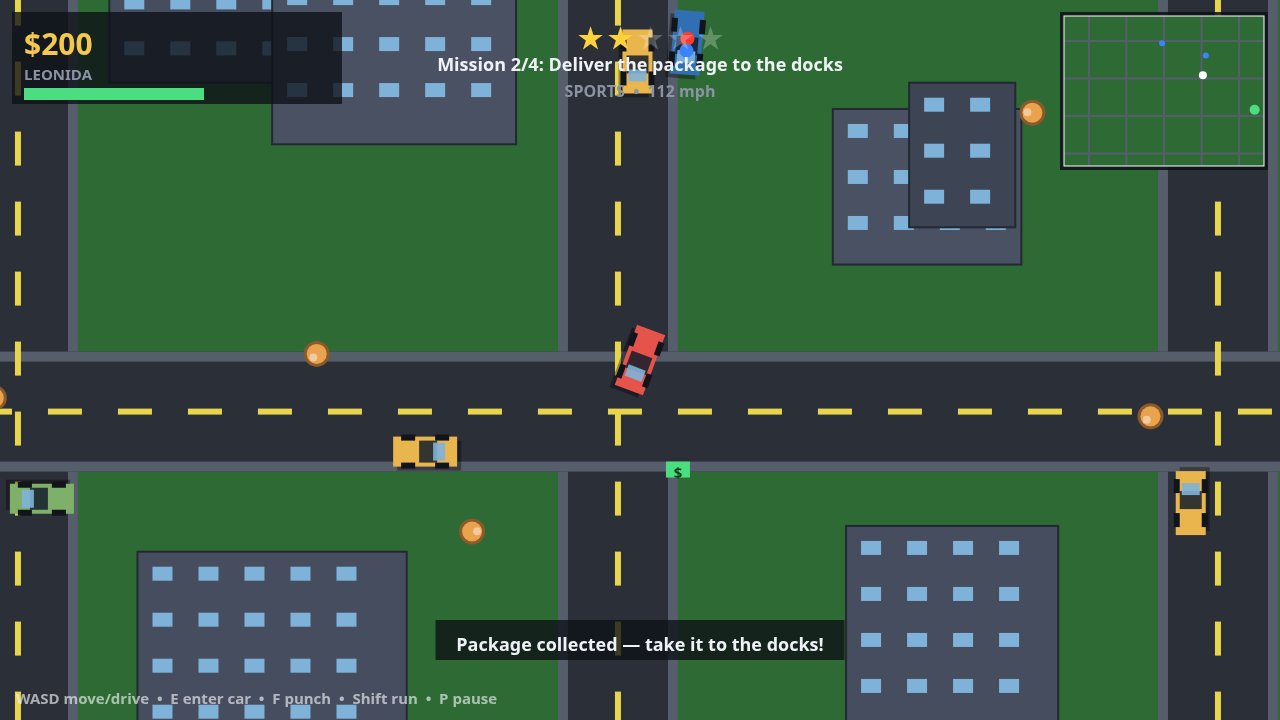 $200
LEONIDA
Mission 2/4: Deliver the package to the docks
SPORTS • 112 mph
$
Package collected — take it to the docks!
WASD move/drive • E enter car • F punch • Shift run • P pause